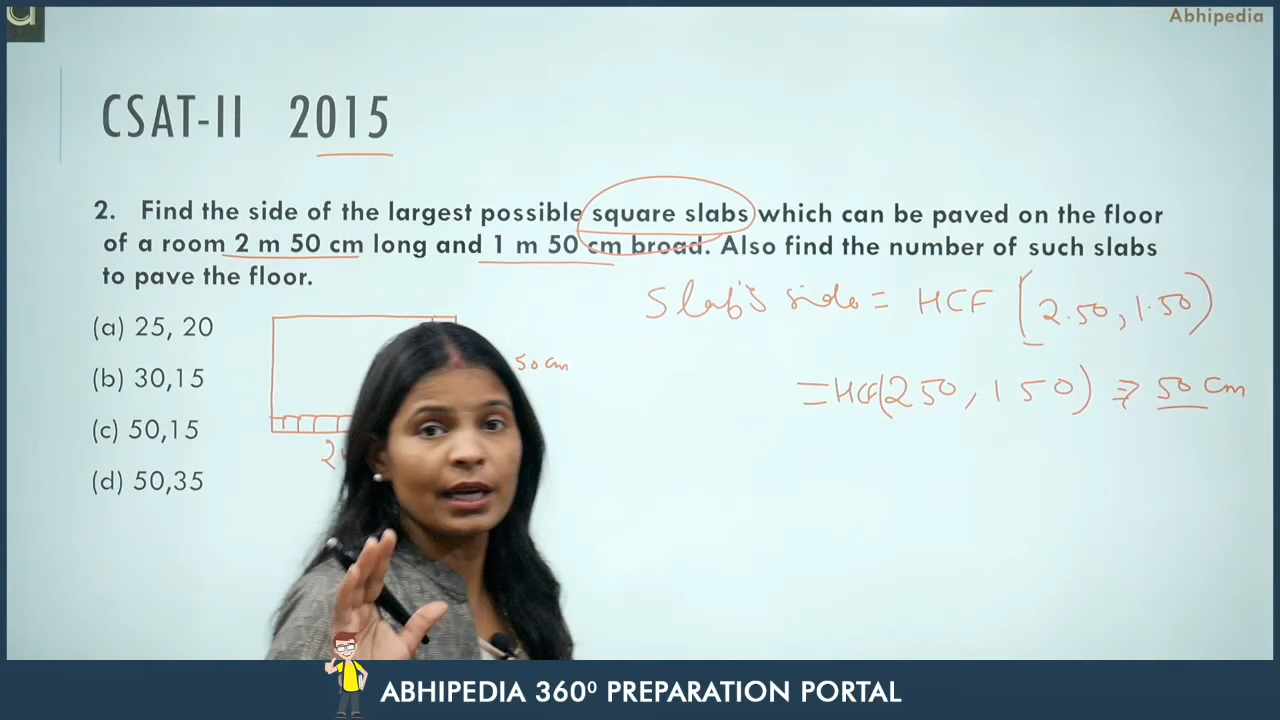 Abhipedia
CSAT-II 2015
2. Find the side of the largest possible square slabs which can be paved on the floor
of a room 2 m 50 cm long and 1 m 50 cm broad. Also find the number of such slabs
to pave the floor.
Slab's side = HCF (2.50, 1.50)
(a) 25, 20
50 cm
(b) 30,15
=HCF(250, 150) ⇒ 50 cm
(c) 50,15
2
(d) 50,35
ABHIPEDIA 360⁰ PREPARATION PORTAL